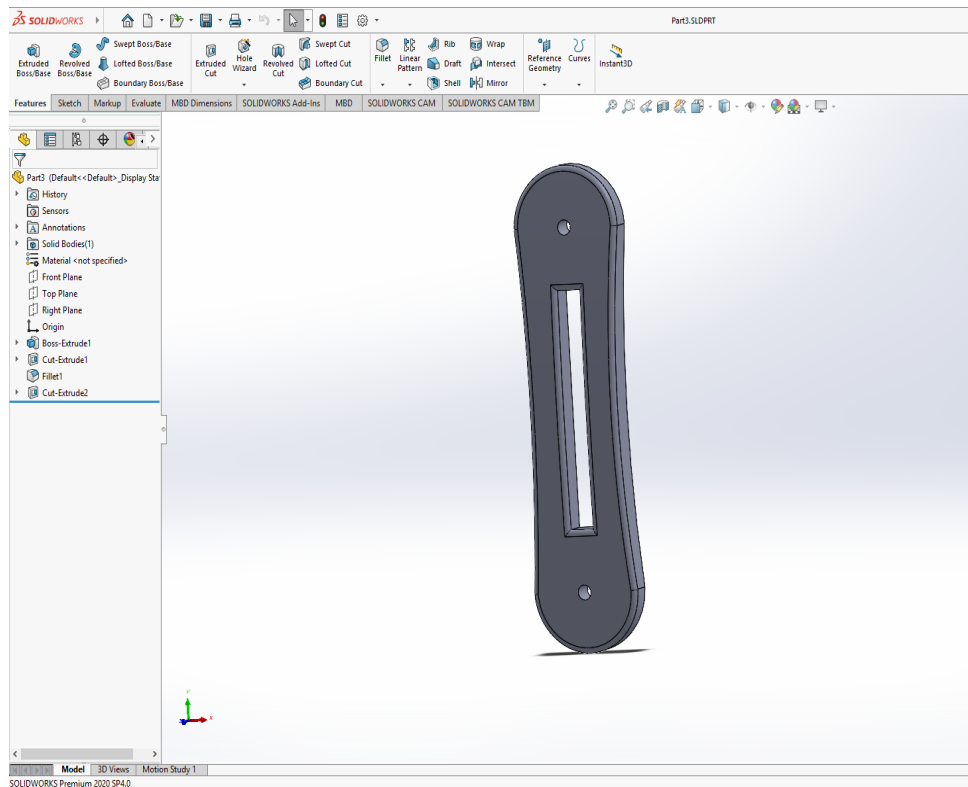 SOLIDWORKS
Part3.SLDPRT
Extruded Boss/Base
Revolved Boss/Base
Swept Boss/Base
Lofted Boss/Base
Boundary Boss/Base
Extruded Cut
Hole Wizard
Revolved Cut
Swept Cut
Lofted Cut
Boundary Cut
Fillet
Linear Pattern
Rib
Draft
Shell
Wrap
Intersect
Mirror
Reference Geometry
Curves
Instant3D
Features Sketch Markup Evaluate MBD Dimensions SOLIDWORKS Add-Ins MBD SOLIDWORKS CAM SOLIDWORKS CAM TBM
Part3 (Default<<Default>_Display Sta
History
Sensors
Annotations
Solid Bodies(1)
Material <not specified>
Front Plane
Top Plane
Right Plane
Origin
Boss-Extrude1
Cut-Extrude1
Fillet1
Cut-Extrude2
Y
X
Model 3D Views Motion Study 1
SOLIDWORKS Premium 2020 SP4.0